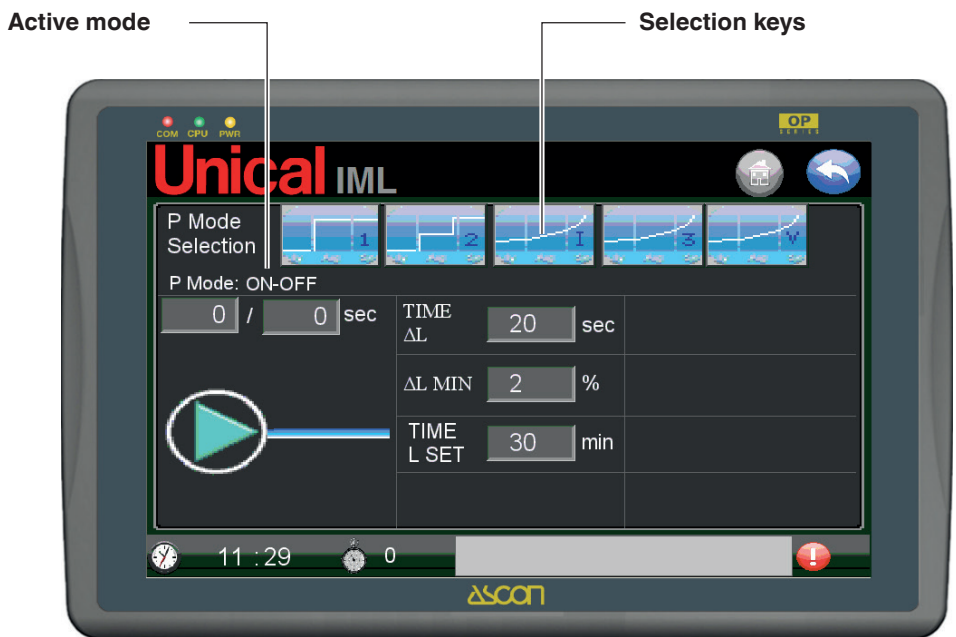 Active mode
Selection keys
COM CPU PWR
OP
SERIES
Unical IML
P Mode
Selection
1
2
I
3
V
P Mode: ON-OFF
0 / 0 sec
TIME
ΔL
20 sec
ΔL MIN 2 %
TIME
L SET
30 min
11 : 29
0
!
ascon